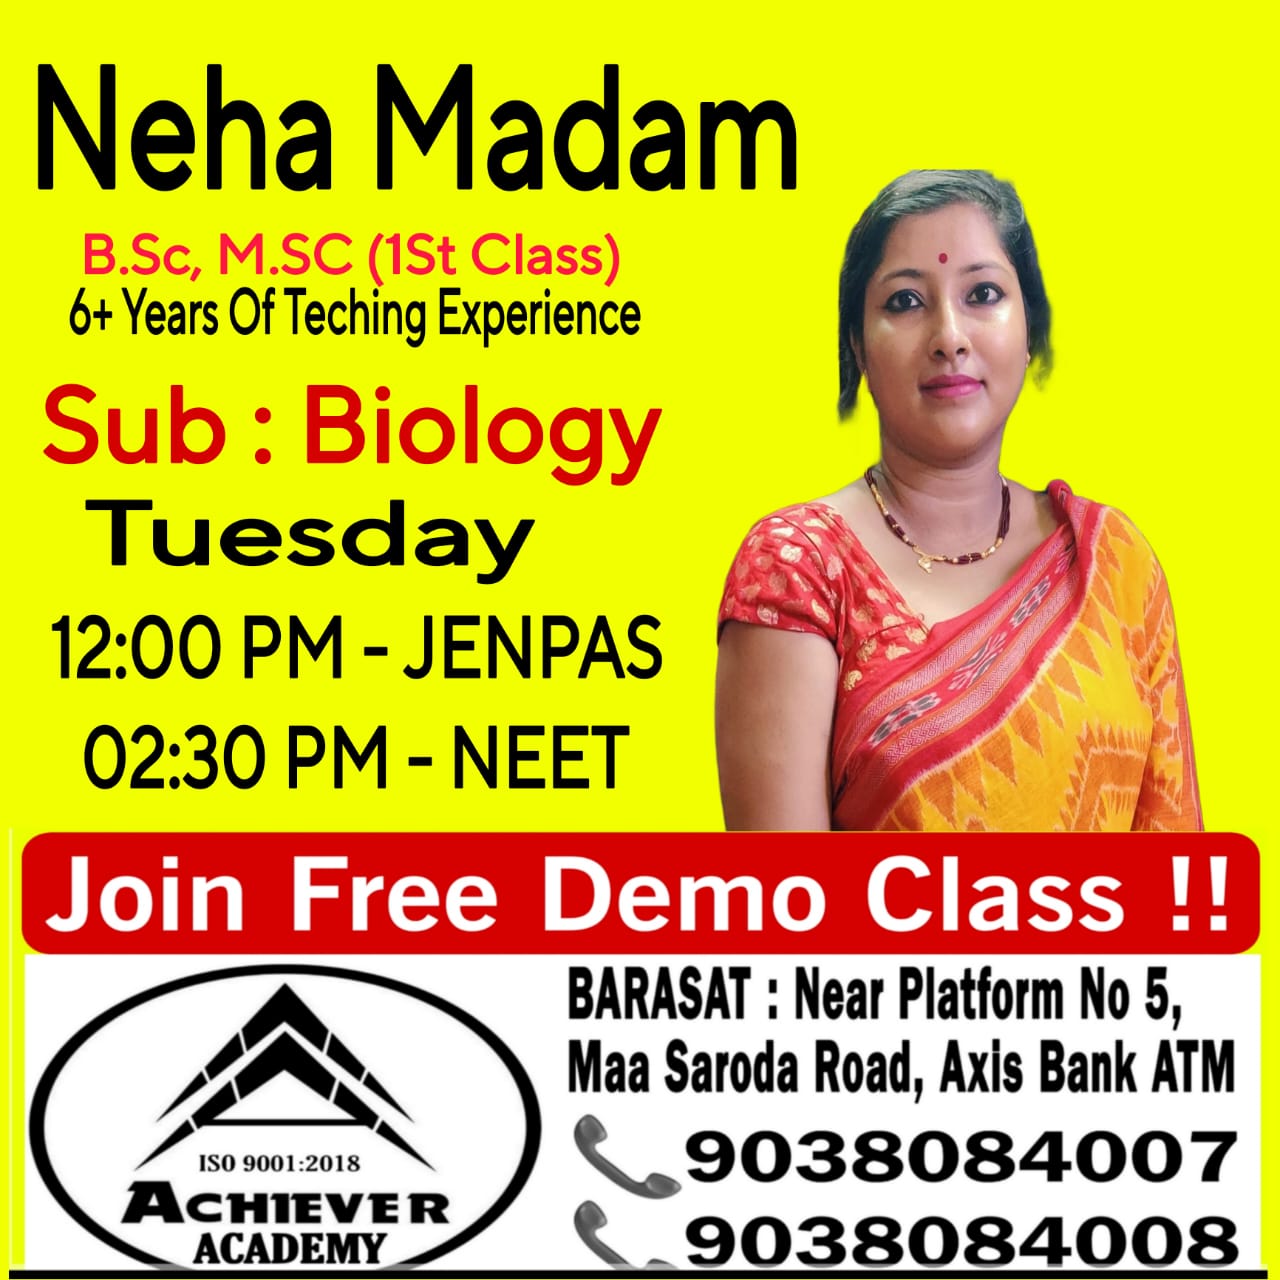 Neha Madam
B.Sc, M.SC (1St Class)
6+ Years Of Teching Experience
Sub : Biology
Tuesday
12:00 PM - JENPAS
02:30 PM - NEET
Join Free Demo Class !!
ISO 9001:2018
ACHIEVER
ACADEMY
BARASAT : Near Platform No 5,
Maa Saroda Road, Axis Bank ATM
9038084007
9038084008